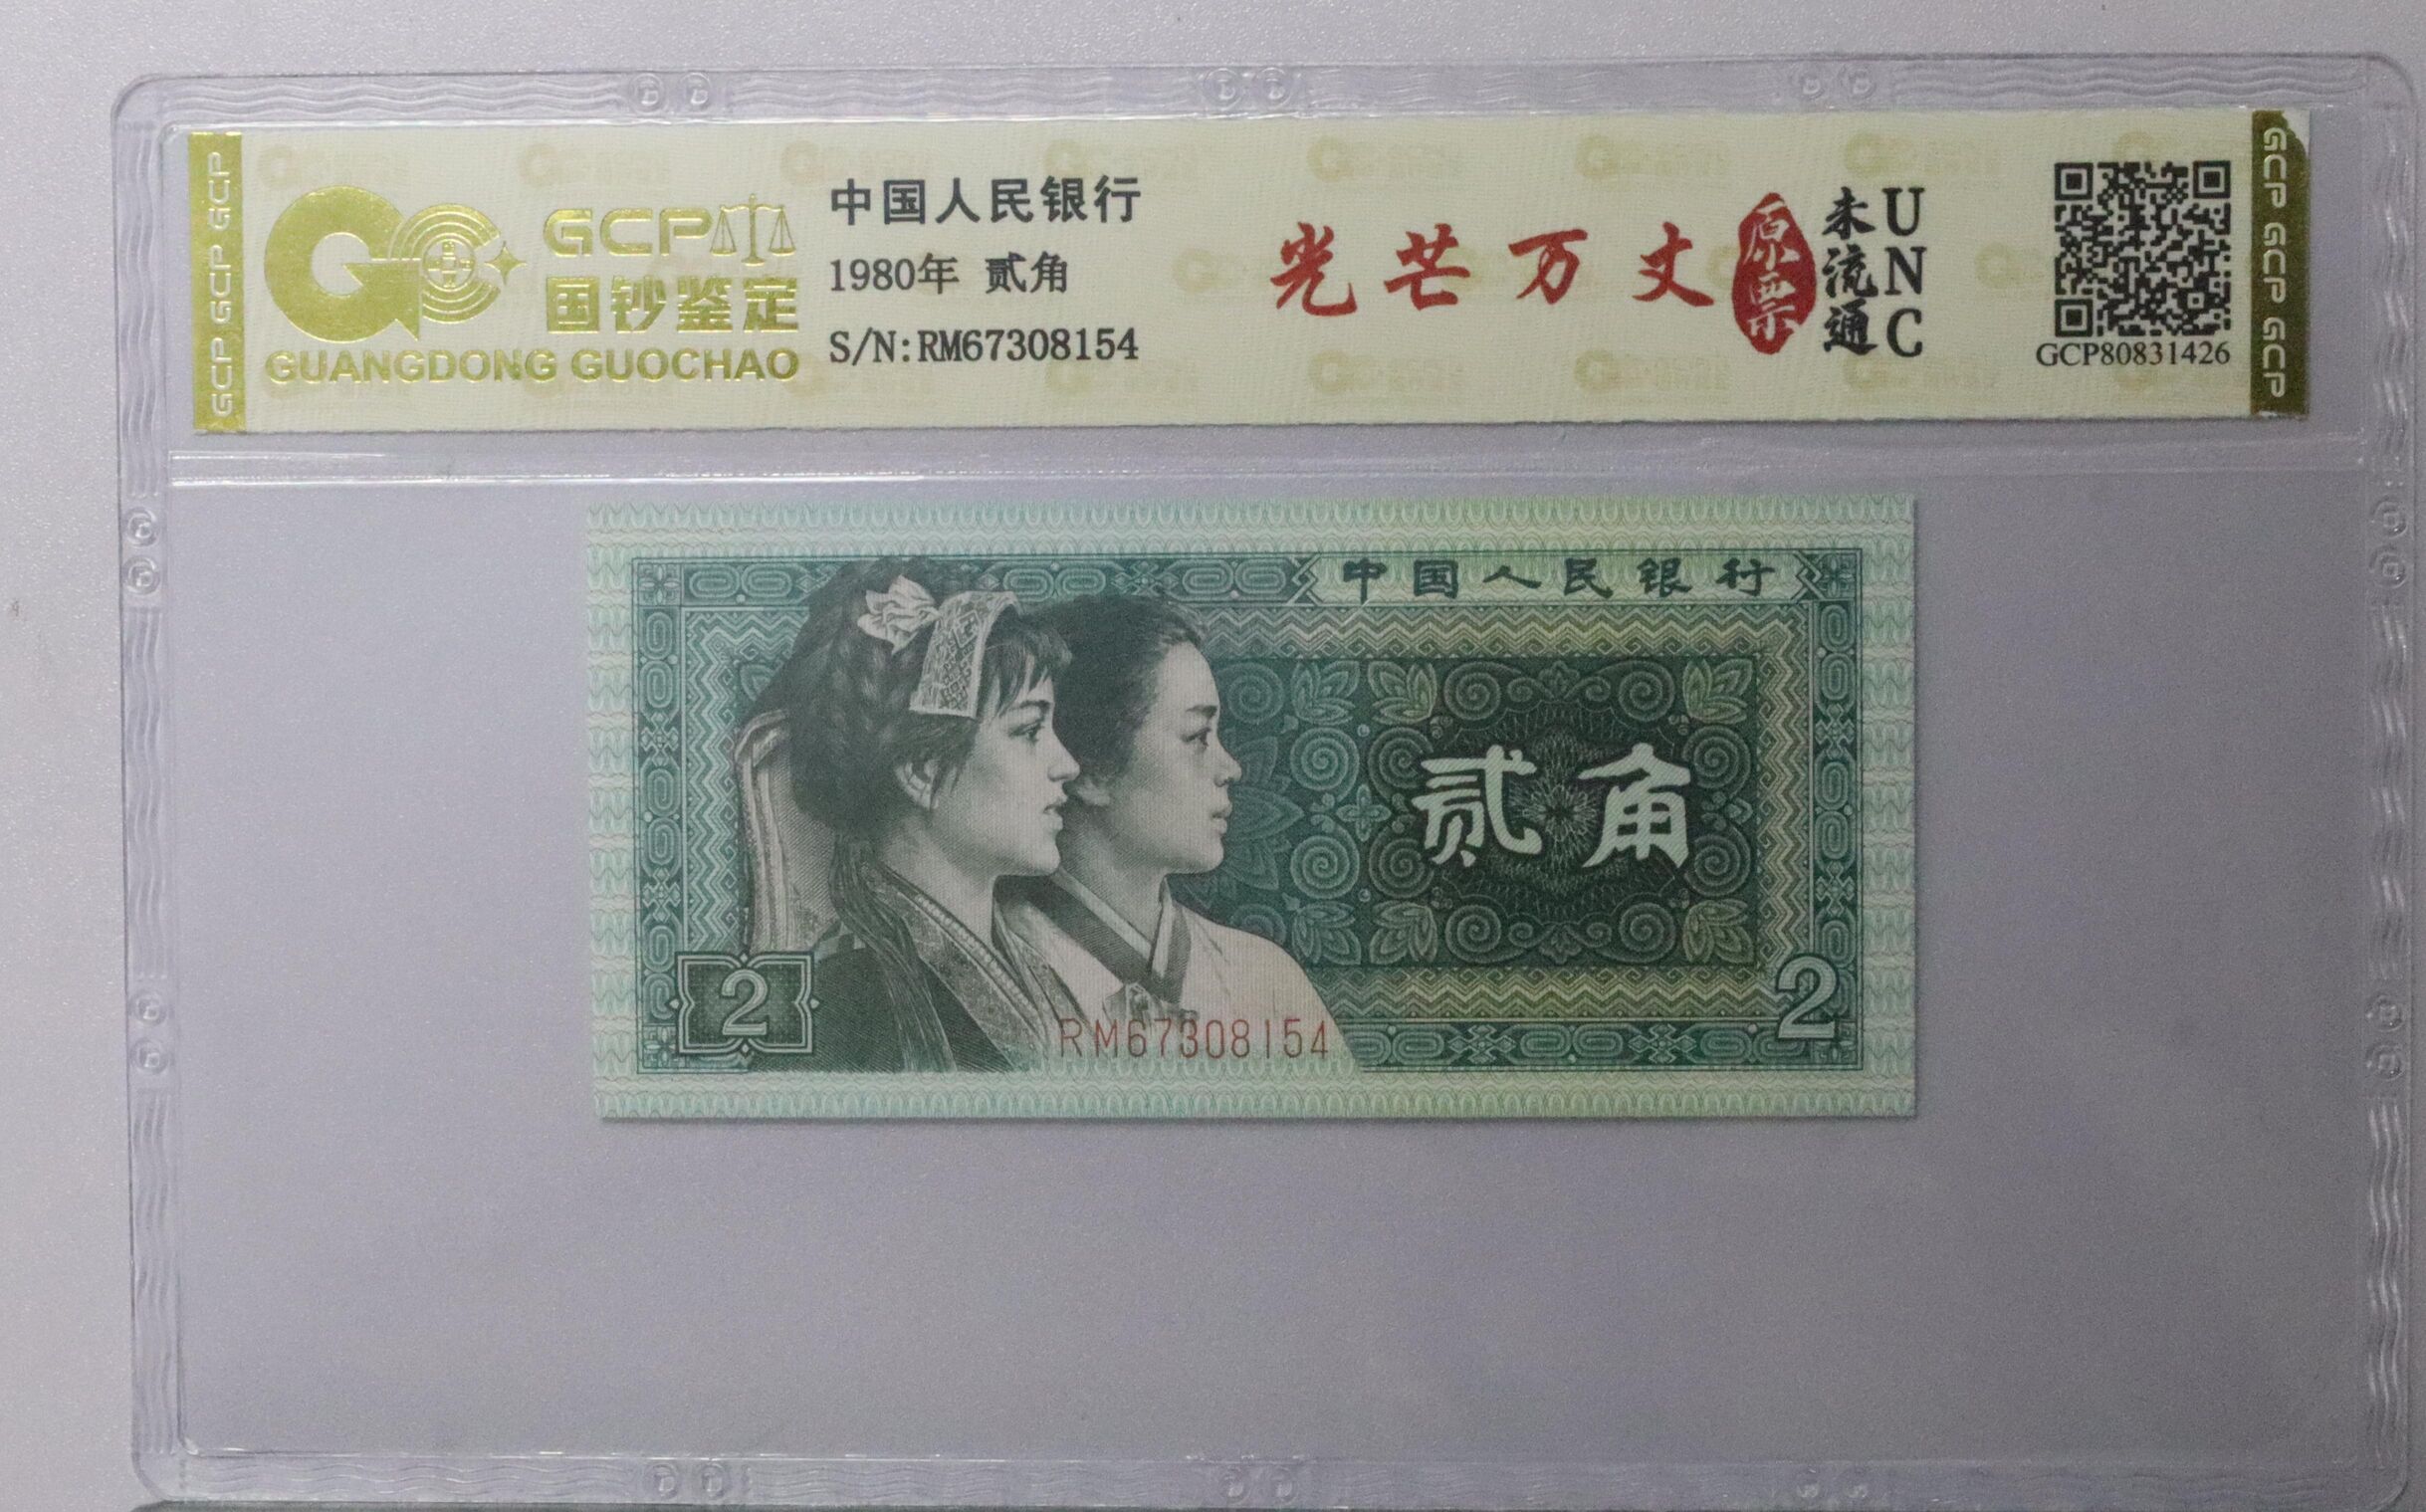 GCP GCP GCP
GCP
国钞鉴定
GUANGDONG GUOCHAO
中国人民银行
1980年 贰角
S/N:RM67308154
光芒万丈
原票
未流通
UNC
GCP80831426
GCP GCP GCP
中国人民银行
贰角
2
2
RM67308154